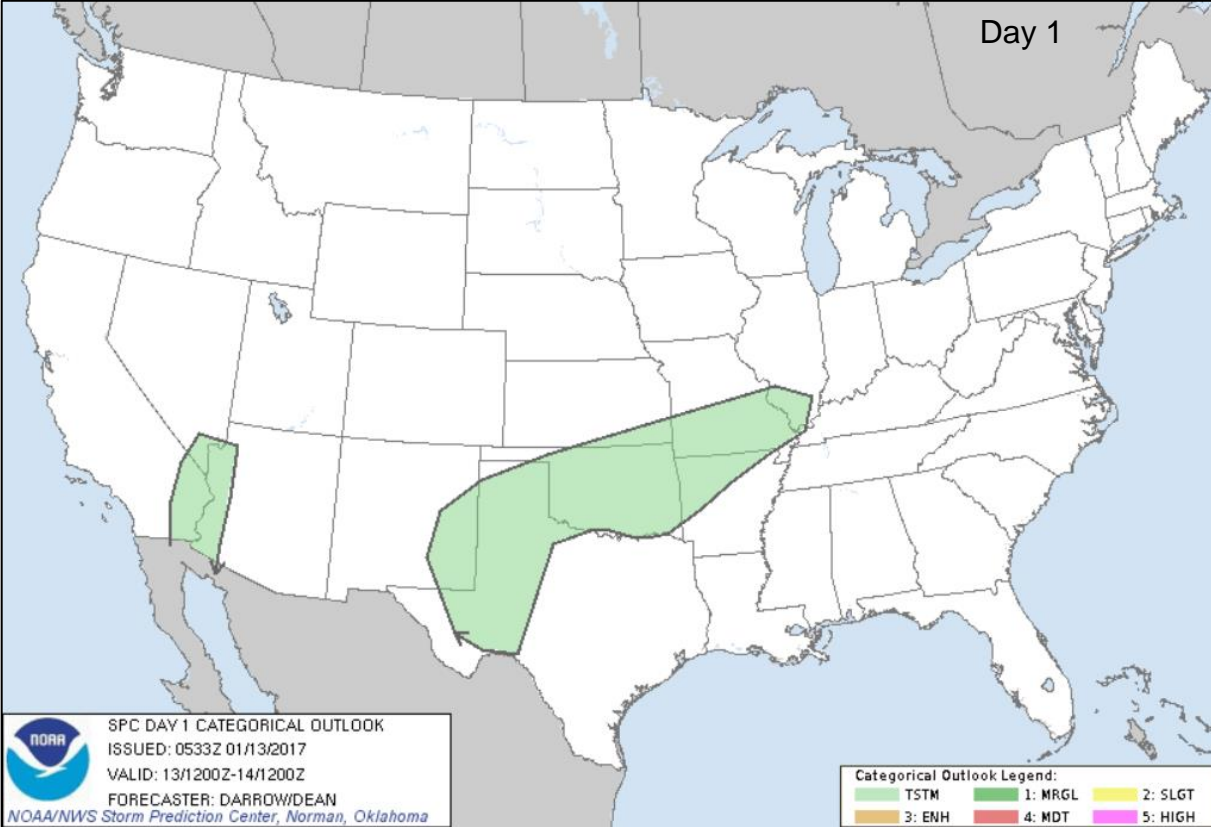 Day 1
NOAA
SPC DAY 1 CATEGORICAL OUTLOOK
ISSUED: 0533Z 01/13/2017
VALID: 13/1200Z-14/1200Z
FORECASTER: DARROW/DEAN
NOAA/NWS Storm Prediction Center, Norman, Oklahoma
Categorical Outlook Legend:
TSTM 1: MRGL 2: SLGT
3: ENH 4: MDT 5: HIGH